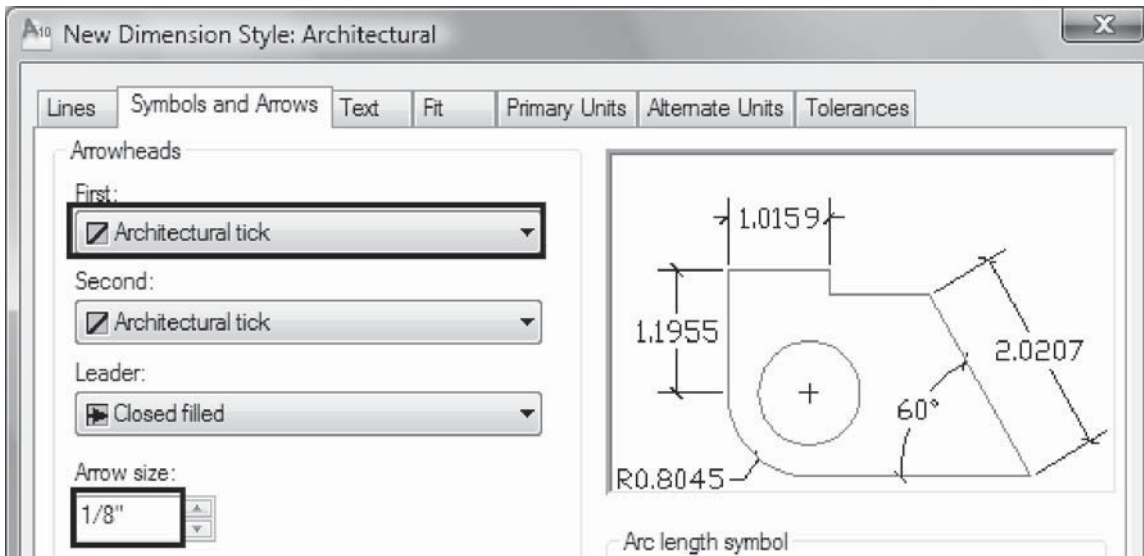 A10 New Dimension Style: Architectural
X
Lines Symbols and Arrows Text Fit Primary Units Alternate Units Tolerances
Arrowheads
First:
Architectural tick
Second:
Architectural tick
Leader:
Closed filled
Arrow size:
1/8"
1.0159
1.1955
2.0207
60°
R0.8045
Arc length symbol